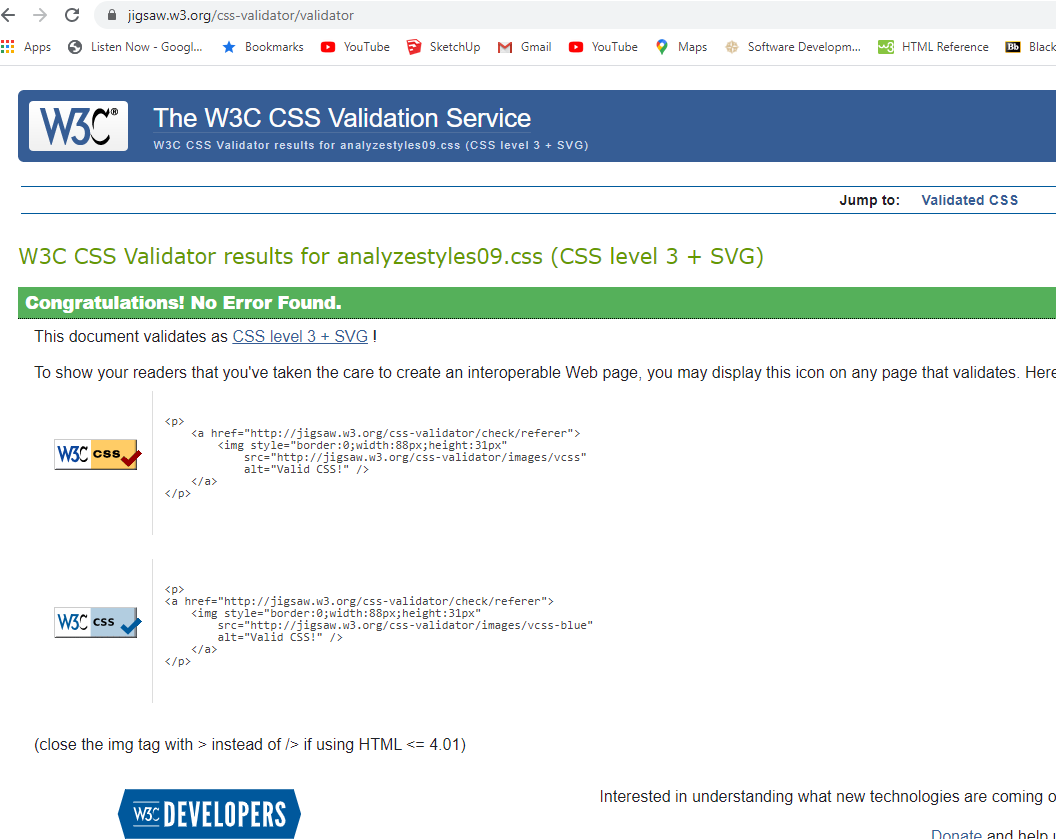 jigsaw.w3.org/css-validator/validator
Apps Listen Now - Googl... Bookmarks YouTube SketchUp Gmail YouTube Maps Software Developm... HTML Reference Bb Black
W3C® The W3C CSS Validation Service
W3C CSS Validator results for analyzestyles09.css (CSS level 3 + SVG)
Jump to: Validated CSS
W3C CSS Validator results for analyzestyles09.css (CSS level 3 + SVG)
Congratulations! No Error Found.
This document validates as CSS level 3 + SVG !
To show your readers that you've taken the care to create an interoperable Web page, you may display this icon on any page that validates. Here
W3C css
<p>
<a href="http://jigsaw.w3.org/css-validator/check/referer">
<img style="border:0;width:88px;height:31px"
src="http://jigsaw.w3.org/css-validator/images/vcss"
alt="Valid CSS!" />
</a>
</p>
W3C css
<p>
<a href="http://jigsaw.w3.org/css-validator/check/referer">
<img style="border:0;width:88px;height:31px"
src="http://jigsaw.w3.org/css-validator/images/vcss-blue"
alt="Valid CSS!" />
</a>
</p>
(close the img tag with > instead of /> if using HTML <= 4.01)
W3C DEVELOPERS
Interested in understanding what new technologies are coming o
Donate and help